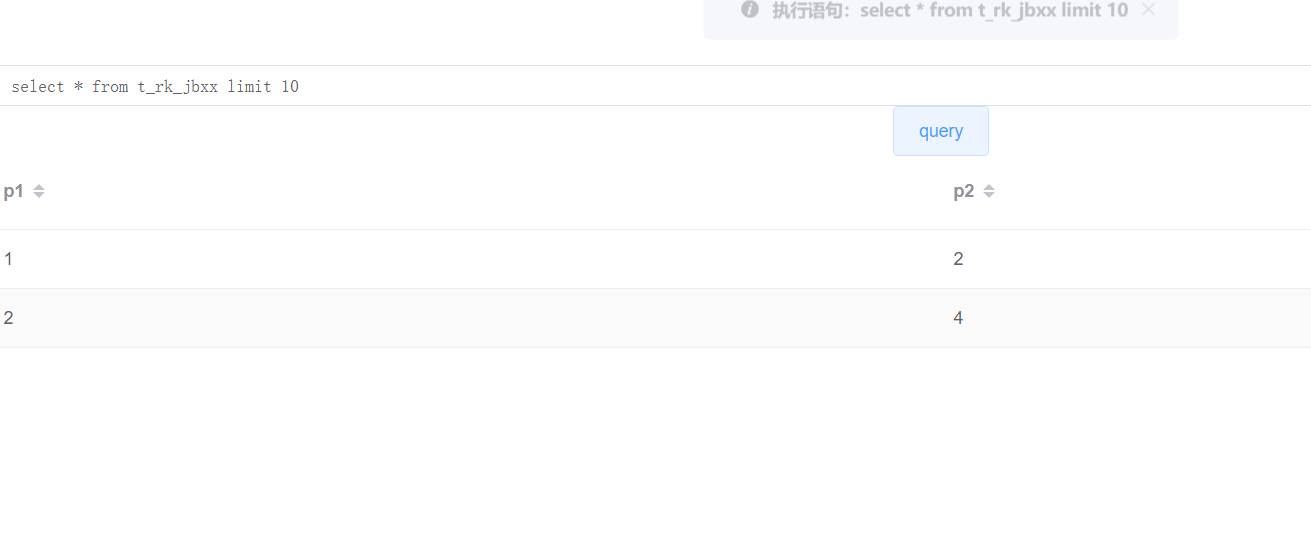 执行语句：select * from t_rk_jbxx limit 10
select * from t_rk_jbxx limit 10
query
p1 p2
1 2
2 4